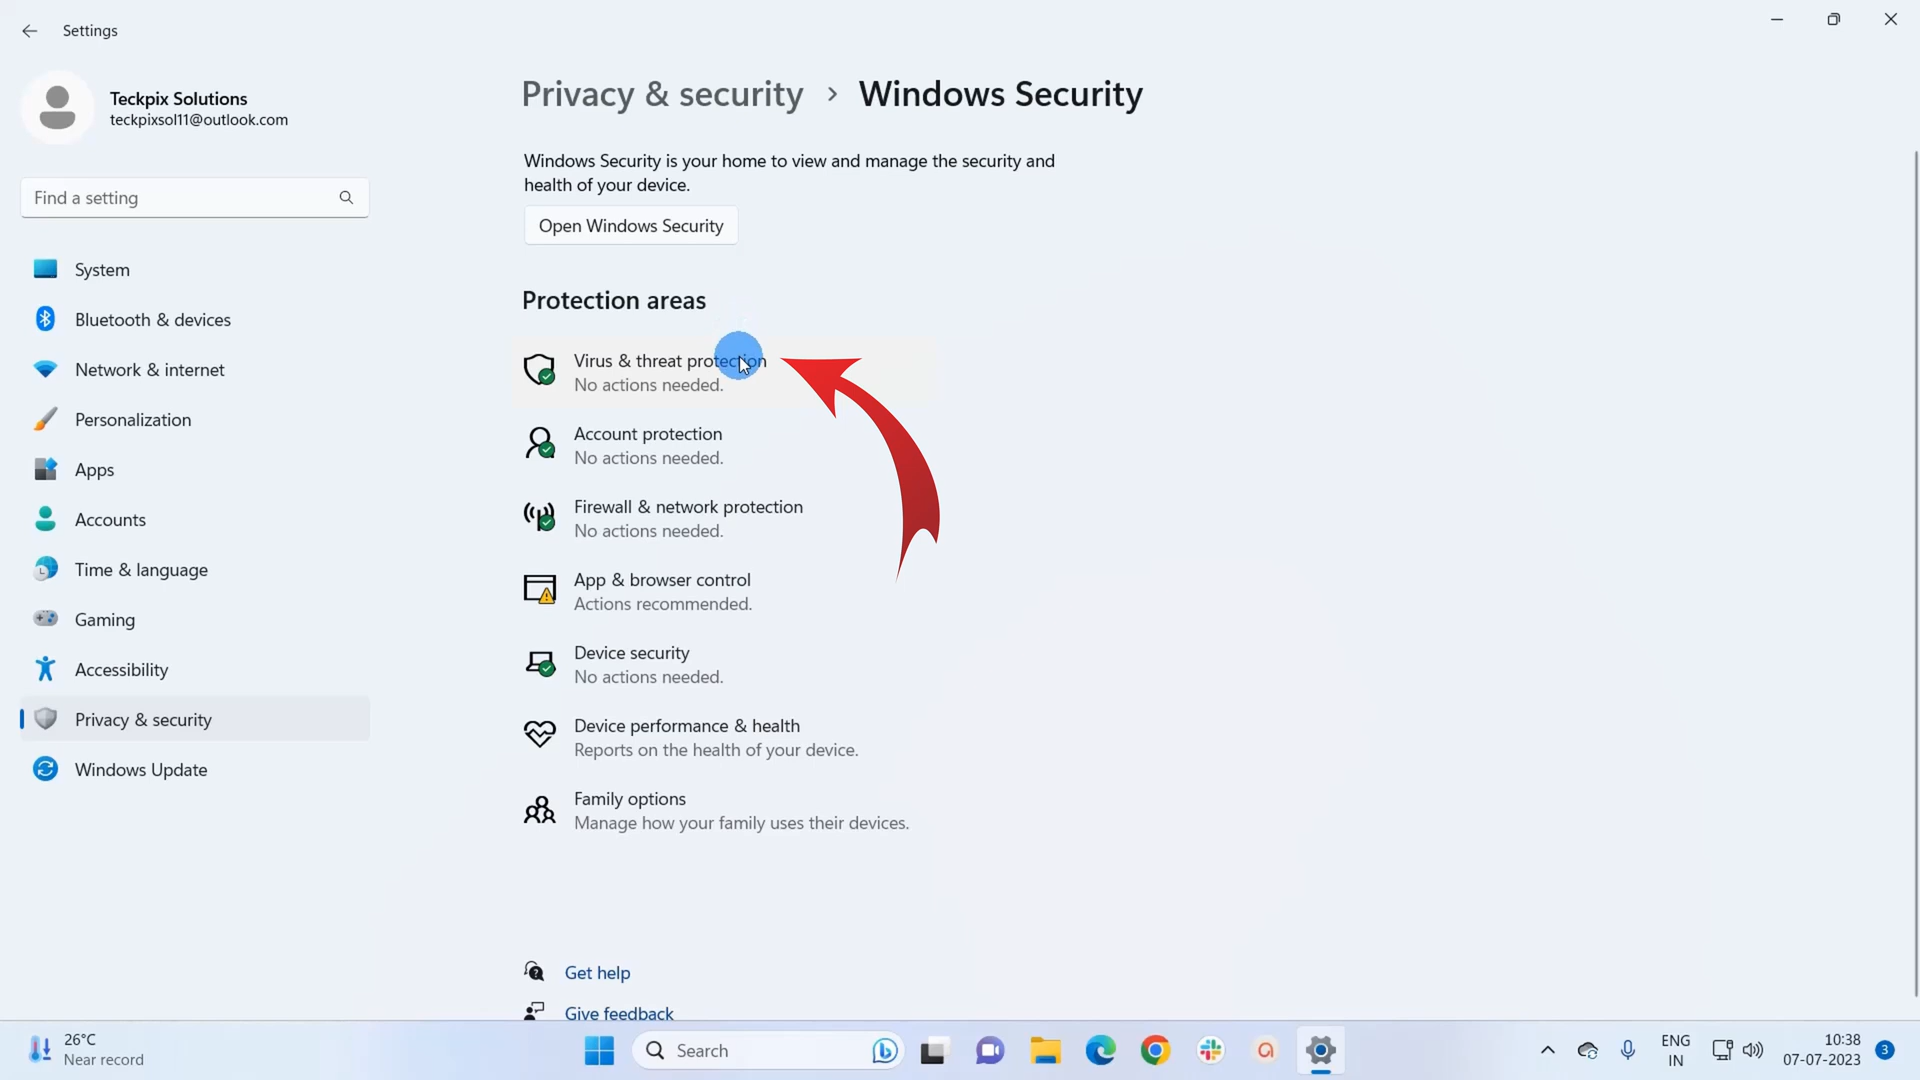 Settings
Teckpix Solutions
teckpixsol11@outlook.com
Find a setting
System
Bluetooth & devices
Network & internet
Personalization
Apps
Accounts
Time & language
Gaming
Accessibility
Privacy & security
Windows Update
Privacy & security > Windows Security
Windows Security is your home to view and manage the security and
health of your device.
Open Windows Security
Protection areas
Virus & threat protection
No actions needed.
Account protection
No actions needed.
Firewall & network protection
No actions needed.
App & browser control
Actions recommended.
Device security
No actions needed.
Device performance & health
Reports on the health of your device.
Family options
Manage how your family uses their devices.
Get help
Give feedback
26°C
Near record
Search
ENG
IN
10:38
07-07-2023
3